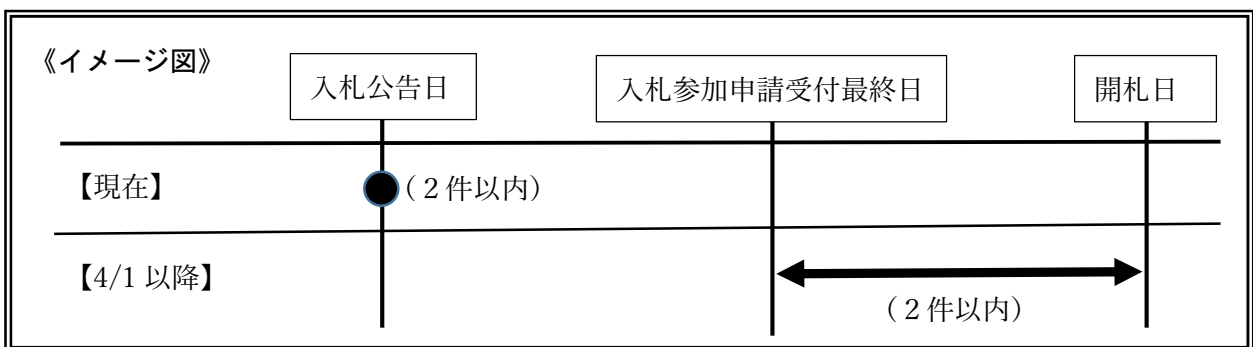 《イメージ図》
入札公告日
入札参加申請受付最終日
開札日
【現在】
（２件以内）
【4/1 以降】
（２件以内）